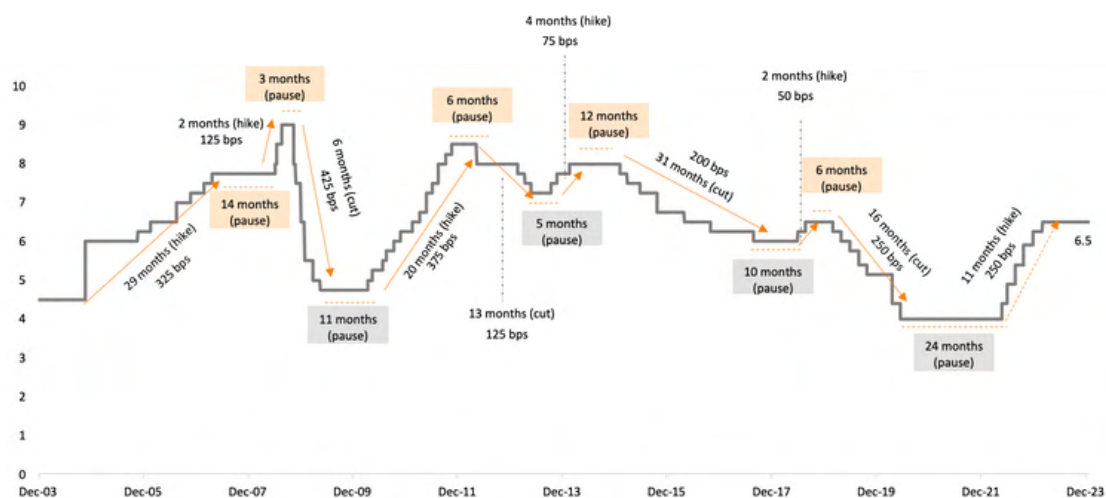 4 months (hike)
75 bps
3 months
(pause)
2 months (hike)
50 bps
6 months
(pause)
12 months
(pause)
2 months (hike)
125 bps
6 months (cut)
425 bps
200 bps
31 months (cut)
6 months
(pause)
14 months
(pause)
5 months
(pause)
29 months (hike)
325 bps
20 months (hike)
375 bps
16 months (cut)
250 bps
11 months (hike)
250 bps
6.5
10 months
(pause)
11 months
(pause)
13 months (cut)
125 bps
24 months
(pause)
10
9
8
7
6
5
4
3
2
1
0
Dec-03 Dec-05 Dec-07 Dec-09 Dec-11 Dec-13 Dec-15 Dec-17 Dec-19 Dec-21 Dec-23